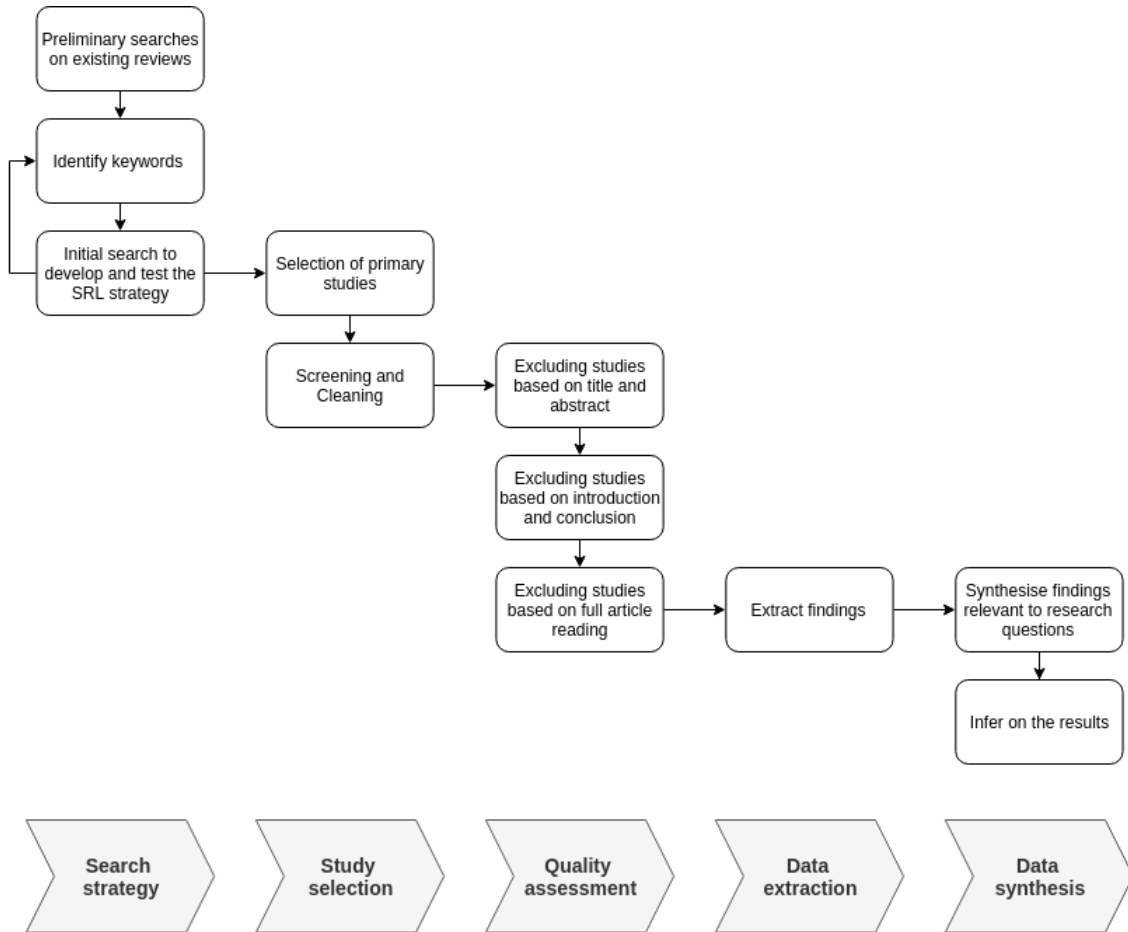 Preliminary searches
on existing reviews
Identify keywords
Initial search to
develop and test the
SRL strategy
Selection of primary
studies
Screening and
Cleaning
Excluding studies
based on title and
abstract
Excluding studies
based on introduction
and conclusion
Excluding studies
based on full article
reading
Extract findings
Synthesise findings
relevant to research
questions
Infer on the results
Search
strategy
Study
selection
Quality
assessment
Data
extraction
Data
synthesis